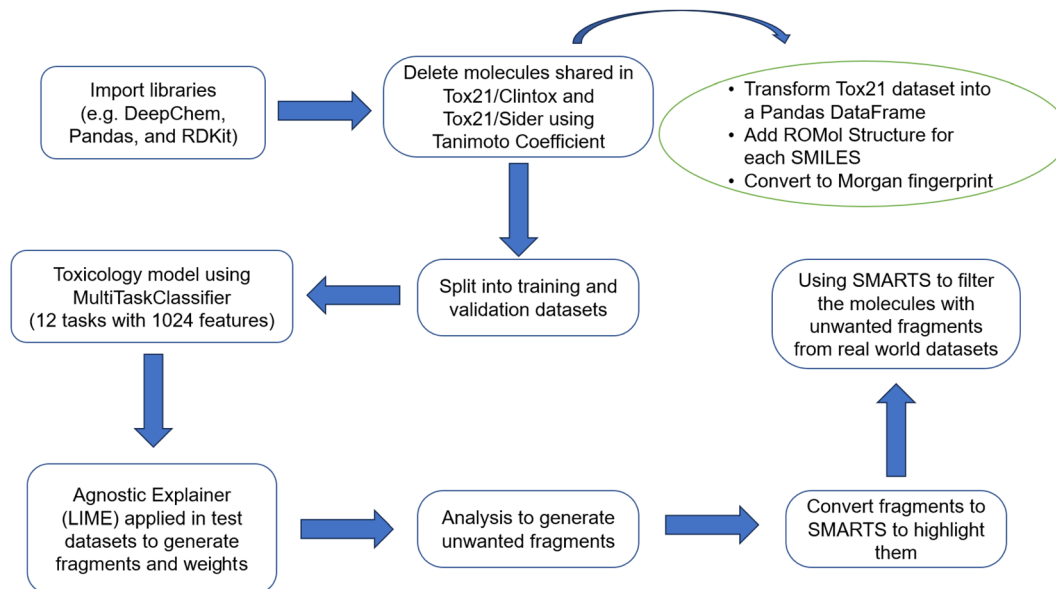 Import libraries
(e.g. DeepChem,
Pandas, and RDKit)
Delete molecules shared in
Tox21/Clintox and
Tox21/Sider using
Tanimoto Coefficient
• Transform Tox21 dataset into
a Pandas DataFrame
• Add ROMol Structure for
each SMILES
• Convert to Morgan fingerprint
Toxicology model using
MultiTaskClassifier
(12 tasks with 1024 features)
Split into training and
validation datasets
Using SMARTS to filter
the molecules with
unwanted fragments
from real world datasets
Agnostic Explainer
(LIME) applied in test
datasets to generate
fragments and weights
Analysis to generate
unwanted fragments
Convert fragments to
SMARTS to highlight
them